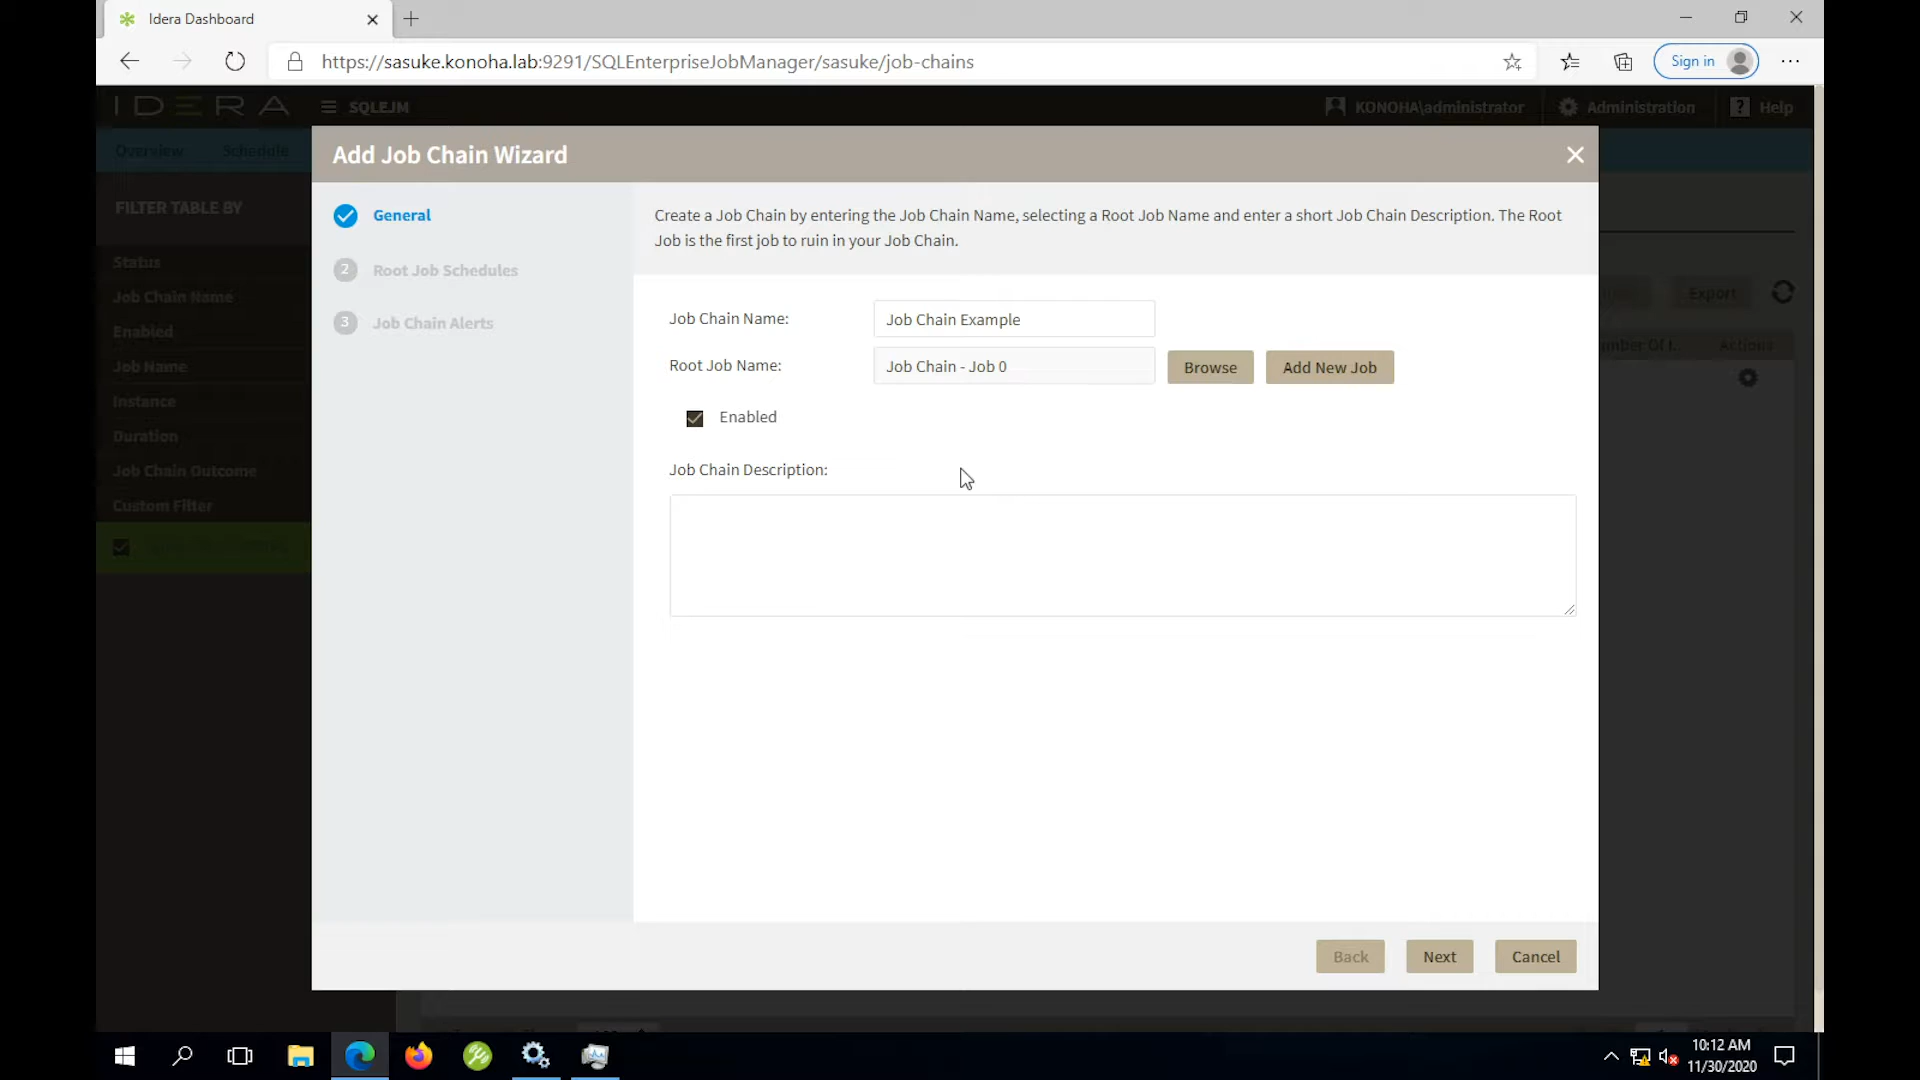 Idera Dashboard
https://sasuke.konoha.lab:9291/SQLEnterpriseJobManager/sasuke/job-chains
Sign in
IDERA
SQLEJM
KONOHA\administrator
Administration
? Help
Overview
Schedule
Add Job Chain Wizard
FILTER TABLE BY
Status
Job Chain Name
Enabled
Job Name
Instance
Duration
Job Chain Outcome
Custom Filter
General
2 Root Job Schedules
3 Job Chain Alerts
Create a Job Chain by entering the Job Chain Name, selecting a Root Job Name and enter a short Job Chain Description. The Root
Job is the first job to ruin in your Job Chain.
Job Chain Name: Job Chain Example
Root Job Name: Job Chain - Job 0 Browse Add New Job
Enabled
Job Chain Description:
Export
Actions
Back Next Cancel
10:12 AM
11/30/2020